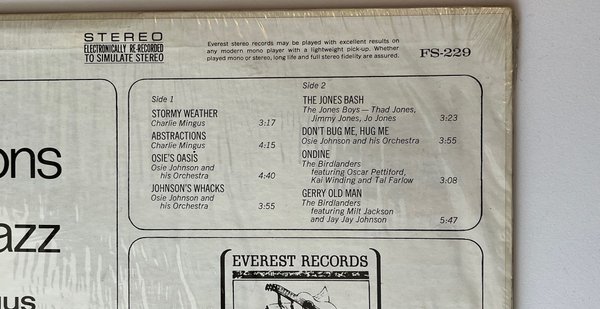 STEREO
ELECTRONICALLY RE-RECORDED
TO SIMULATE STEREO
Everest stereo records may be played with excellent results on
any modern mono player with a lightweight pick-up. Whether
played mono or stereo, long life and full stereo fidelity are assured.
FS-229
ons
azz
gus
Side 1
STORMY WEATHER
Charlie Mingus 3:17
ABSTRACTIONS
Charlie Mingus 4:15
OSIE'S OASIS
Osie Johnson and
his Orchestra 4:40
JOHNSON'S WHACKS
Osie Johnson and
his Orchestra 3:55
Side 2
THE JONES BASH
The Jones Boys — Thad Jones,
Jimmy Jones, Jo Jones 3:23
DON'T BUG ME, HUG ME
Osie Johnson and his Orchestra 3:55
ONDINE
The Birdlanders
featuring Oscar Pettiford,
Kai Winding and Tal Farlow 3:08
GERRY OLD MAN
The Birdlanders
featuring Milt Jackson
and Jay Jay Johnson 5:47
EVEREST RECORDS